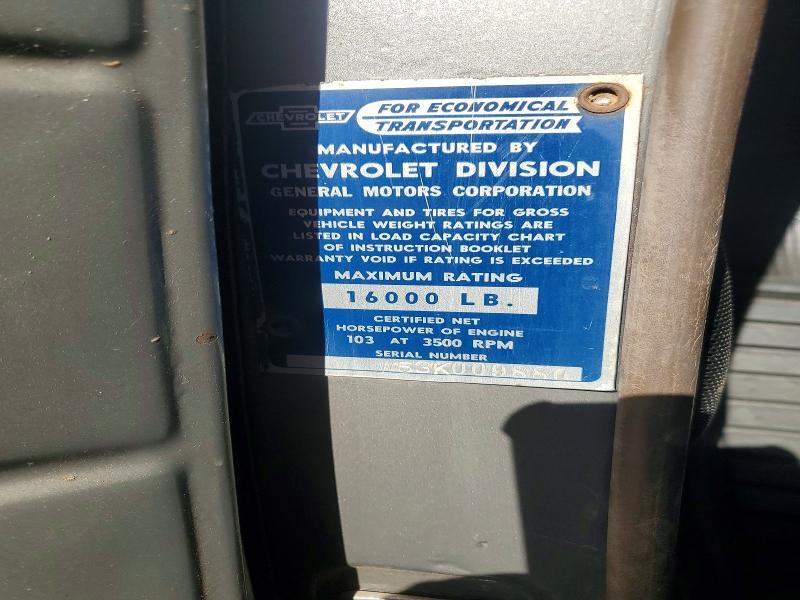 CHEVROLET
FOR ECONOMICAL
TRANSPORTATION
MANUFACTURED BY
CHEVROLET DIVISION
GENERAL MOTORS CORPORATION
EQUIPMENT AND TIRES FOR GROSS
VEHICLE WEIGHT RATINGS ARE
LISTED IN LOAD CAPACITY CHART
OF INSTRUCTION BOOKLET
WARRANTY VOID IF RATING IS EXCEEDED
MAXIMUM RATING
16000 LB.
CERTIFIED NET
HORSEPOWER OF ENGINE
103 AT 3500 RPM
SERIAL NUMBER